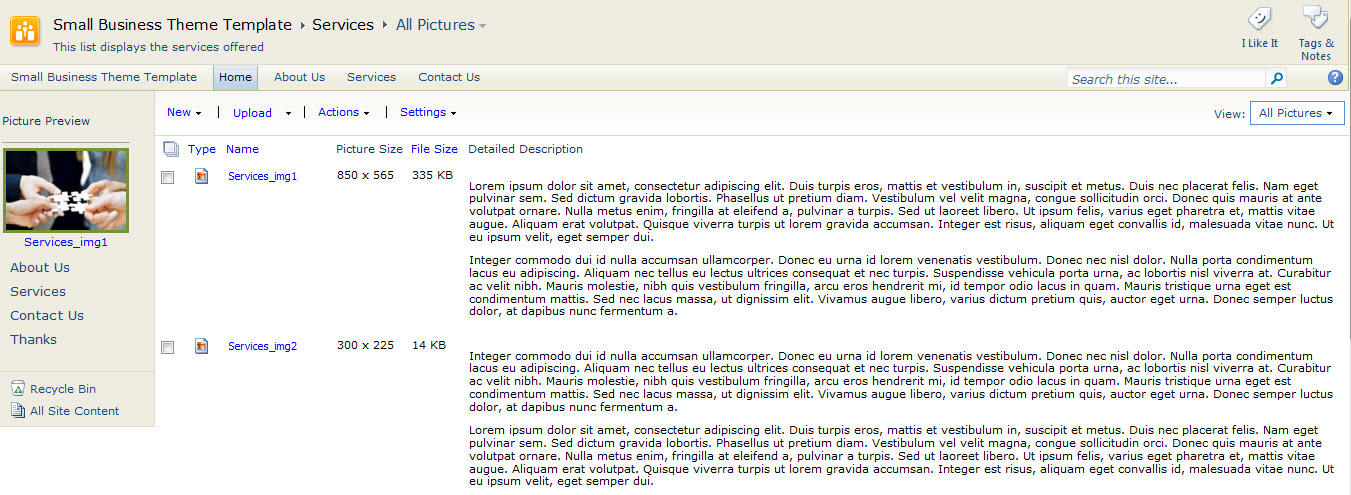 Small Business Theme Template Services All Pictures
This list displays the services offered
I Like It
Tags &
Notes
Small Business Theme Template Home About Us Services Contact Us Search this site...
Picture Preview
New Upload Actions Settings View: All Pictures
Type Name Picture Size File Size Detailed Description
Services_img1 850 x 565 335 KB
Lorem ipsum dolor sit amet, consectetur adipiscing elit. Duis turpis eros, mattis et vestibulum in, suscipit et metus. Duis nec placerat felis. Nam eget
pulvinar sem. Sed dictum gravida lobortis. Phasellus ut pretium diam. Vestibulum vel velit magna, congue sollicitudin orci. Donec quis mauris at ante
volutpat ornare. Nulla metus enim, fringilla at eleifend a, pulvinar a turpis. Sed ut laoreet libero. Ut ipsum felis, varius eget pharetra et, mattis vitae
augue. Aliquam erat volutpat. Quisque viverra turpis ut lorem gravida accumsan. Integer est risus, aliquam eget convallis id, malesuada vitae nunc. Ut
eu ipsum velit, eget semper dui.
Integer commodo dui id nulla accumsan ullamcorper. Donec eu urna id lorem venenatis vestibulum. Donec nec nisl dolor. Nulla porta condimentum
lacus eu adipiscing. Aliquam nec tellus eu lectus ultrices consequat et nec turpis. Suspendisse vehicula porta urna, ac lobortis nisl viverra at. Curabitur
ac velit nibh. Mauris molestie, nibh quis vestibulum fringilla, arcu eros hendrerit mi, id tempor odio lacus in quam. Mauris tristique urna eget est
condimentum mattis. Sed nec lacus massa, ut dignissim elit. Vivamus augue libero, varius dictum pretium quis, auctor eget urna. Donec semper luctus
dolor, at dapibus nunc fermentum a.
Services_img1
About Us
Services
Contact Us
Thanks
Recycle Bin
All Site Content
Services_img2 300 x 225 14 KB
Integer commodo dui id nulla accumsan ullamcorper. Donec eu urna id lorem venenatis vestibulum. Donec nec nisl dolor. Nulla porta condimentum
lacus eu adipiscing. Aliquam nec tellus eu lectus ultrices consequat et nec turpis. Suspendisse vehicula porta urna, ac lobortis nisl viverra at. Curabitur
ac velit nibh. Mauris molestie, nibh quis vestibulum fringilla, arcu eros hendrerit mi, id tempor odio lacus in quam. Mauris tristique urna eget est
condimentum mattis. Sed nec lacus massa, ut dignissim elit. Vivamus augue libero, varius dictum pretium quis, auctor eget urna. Donec semper luctus
dolor, at dapibus nunc fermentum a.
Lorem ipsum dolor sit amet, consectetur adipiscing elit. Duis turpis eros, mattis et vestibulum in, suscipit et metus. Duis nec placerat felis. Nam eget
pulvinar sem. Sed dictum gravida lobortis. Phasellus ut pretium diam. Vestibulum vel velit magna, congue sollicitudin orci. Donec quis mauris at ante
volutpat ornare. Nulla metus enim, fringilla at eleifend a, pulvinar a turpis. Sed ut laoreet libero. Ut ipsum felis, varius eget pharetra et, mattis vitae
augue. Aliquam erat volutpat. Quisque viverra turpis ut lorem gravida accumsan. Integer est risus, aliquam eget convallis id, malesuada vitae nunc. Ut
eu ipsum velit, eget semper dui.